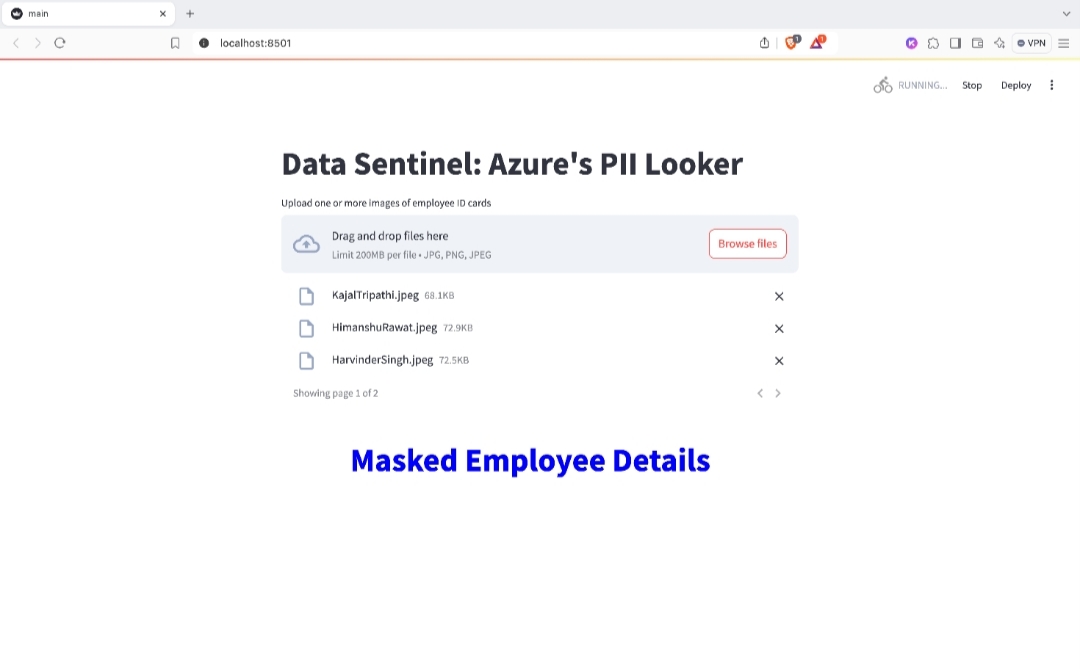 main
localhost:8501
1
1
VPN
RUNNING...
Stop
Deploy
Data Sentinel: Azure's PII Looker
Upload one or more images of employee ID cards
Drag and drop files here
Limit 200MB per file • JPG, PNG, JPEG
Browse files
KajalTripathi.jpeg 68.1KB
HimanshuRawat.jpeg 72.9KB
HarvinderSingh.jpeg 72.5KB
Showing page 1 of 2
Masked Employee Details